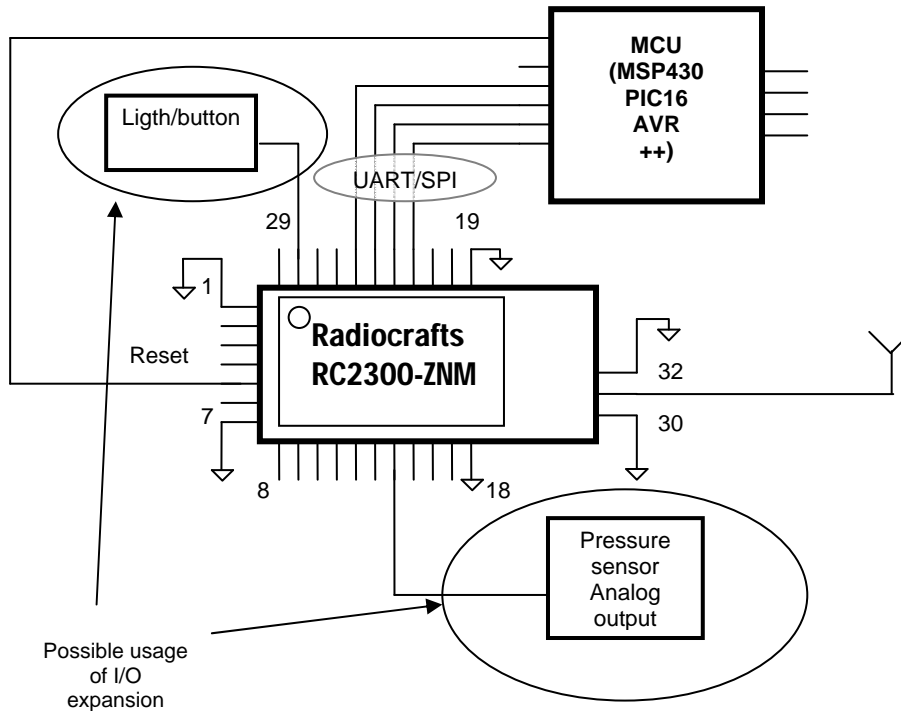 MCU
(MSP430
PIC16
AVR
++)
Ligth/button
UART/SPI
29
19
1
Reset
Radiocrafts
RC2300-ZNM
32
7
30
8
18
Pressure
sensor
Analog
output
Possible usage
of I/O
expansion